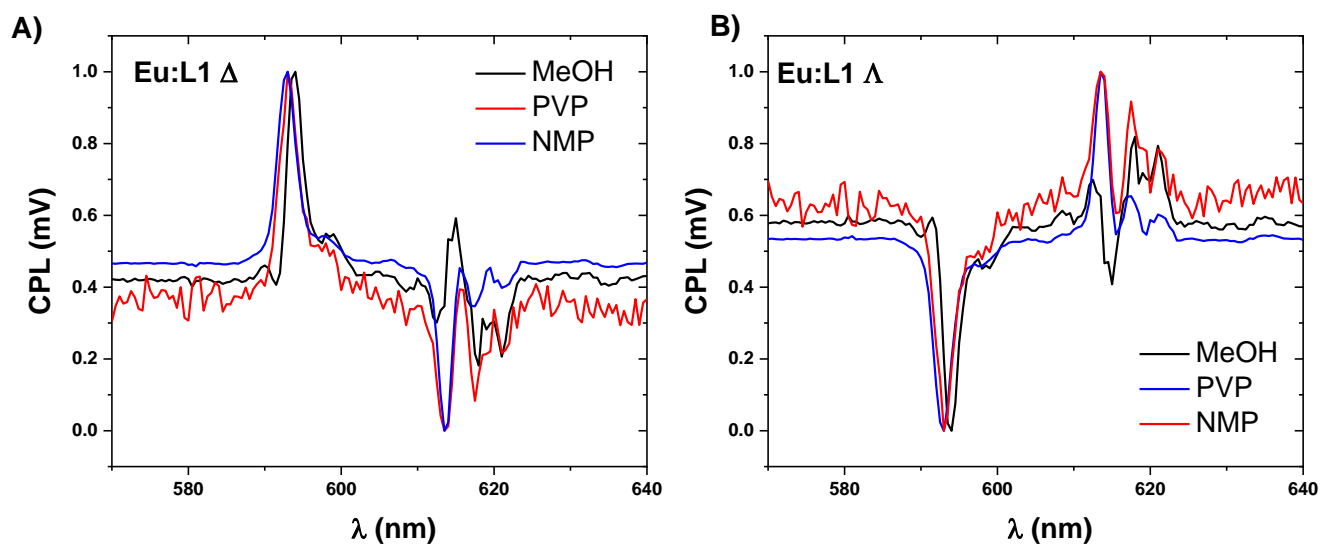 A)
Eu:L1 Δ
MeOH
PVP
NMP
CPL (mV)
1.0
0.8
0.6
0.4
0.2
0.0
580
600
620
640
λ (nm)
B)
Eu:L1 Λ
MeOH
PVP
NMP
CPL (mV)
1.0
0.8
0.6
0.4
0.2
0.0
580
600
620
640
λ (nm)